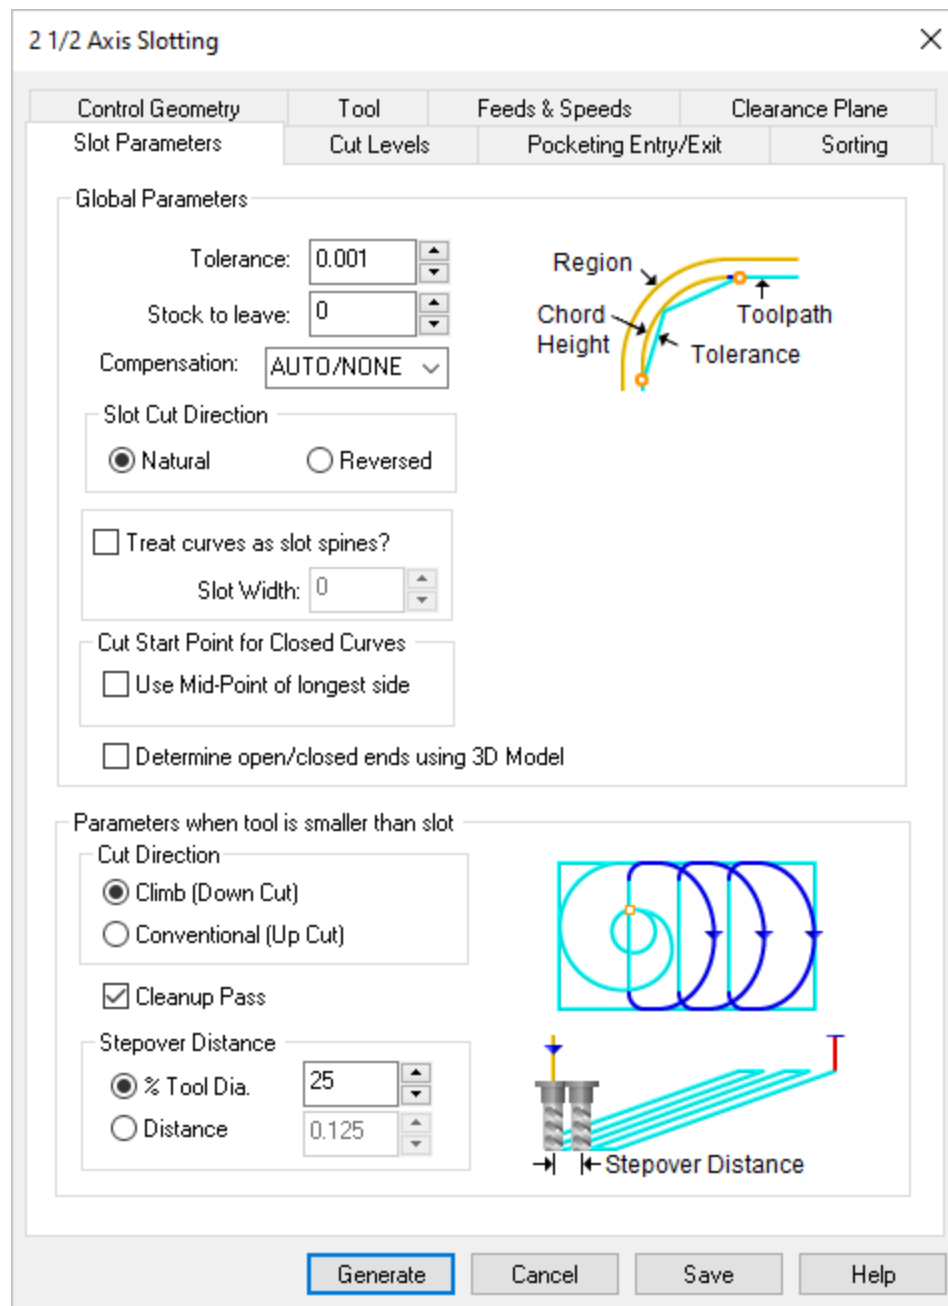 2 1/2 Axis Slotting
Control Geometry Tool Feeds & Speeds Clearance Plane
Slot Parameters Cut Levels Pocketing Entry/Exit Sorting
Global Parameters
Tolerance: 0.001
Stock to leave: 0
Compensation: AUTO/NONE
Region
Chord Height
Toolpath
Tolerance
Slot Cut Direction
Natural Reversed
Treat curves as slot spines?
Slot Width: 0
Cut Start Point for Closed Curves
Use Mid-Point of longest side
Determine open/closed ends using 3D Model
Parameters when tool is smaller than slot
Cut Direction
Climb (Down Cut)
Conventional (Up Cut)
Cleanup Pass
Stepover Distance
% Tool Dia. 25
Distance 0.125
Stepover Distance
Generate Cancel Save Help